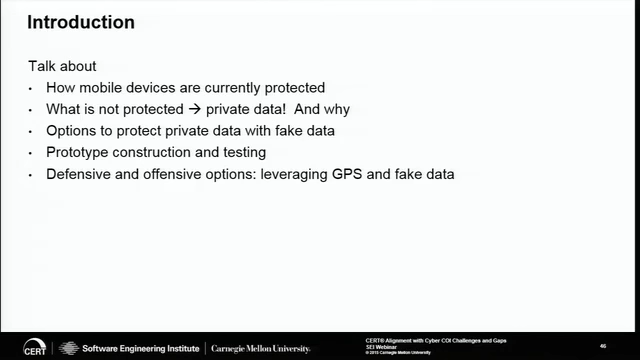 Introduction
Talk about
• How mobile devices are currently protected
• What is not protected → private data! And why
• Options to protect private data with fake data
• Prototype construction and testing
• Defensive and offensive options: leveraging GPS and fake data
CERT
Software Engineering Institute
Carnegie Mellon University.
CERT® Alignment with Cyber COI Challenges and Gaps
SEI Webinar
© 2015 Carnegie Mellon University
46